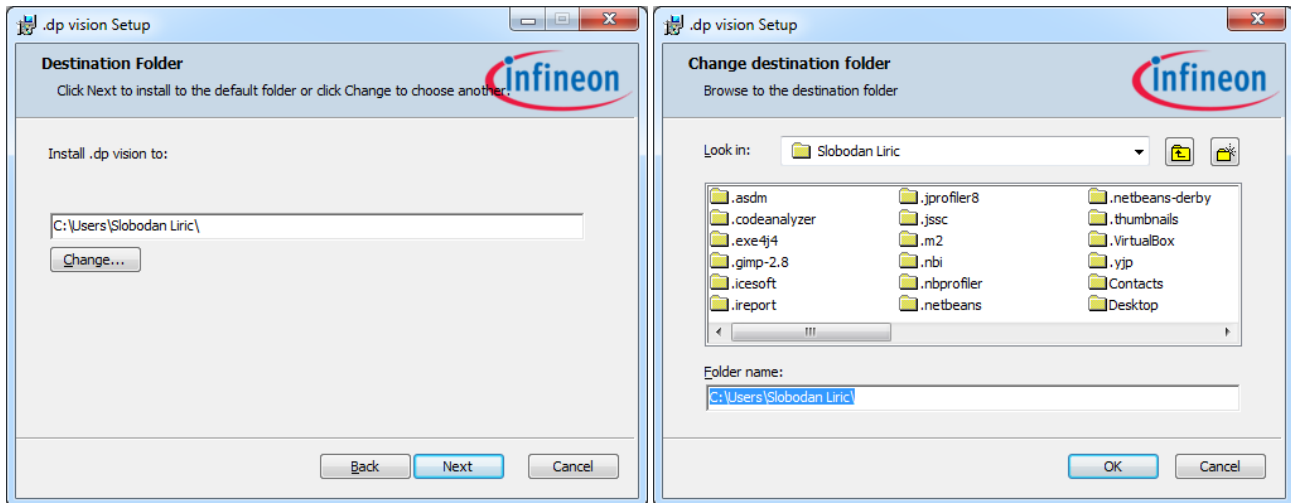 .dp vision Setup
Destination Folder
Click Next to install to the default folder or click Change to choose another.
infineon
Install .dp vision to:
C:\Users\Slobodan Liric\
Change...
Back
Next
Cancel
.dp vision Setup
Change destination folder
Browse to the destination folder
infineon
Look in:
Slobodan Liric
.asdm
.codeanalyzer
.exe4j4
.gimp-2.8
.icesoft
.ireport
.jprofiler8
.jssc
.m2
.nbi
.nbprofiler
.netbeans
.netbeans-derby
.thumbnails
.VirtualBox
.yjp
Contacts
Desktop
Folder name:
C:\Users\Slobodan Liric\
OK
Cancel